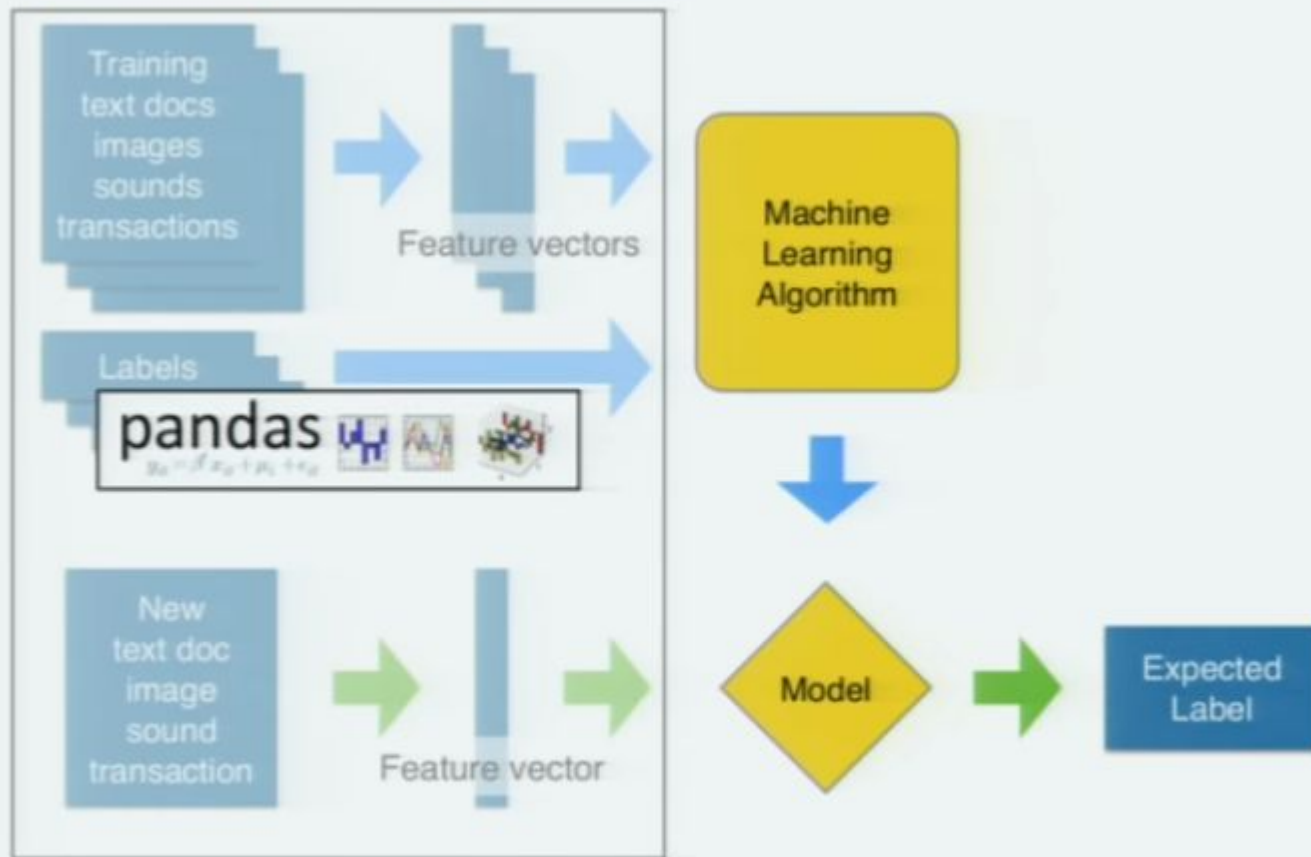 Training
text docs
images
sounds
transactions
Feature vectors
Machine
Learning
Algorithm
Labels
pandas
New
text doc
image
sound
transaction
Feature vector
Model
Expected
Label